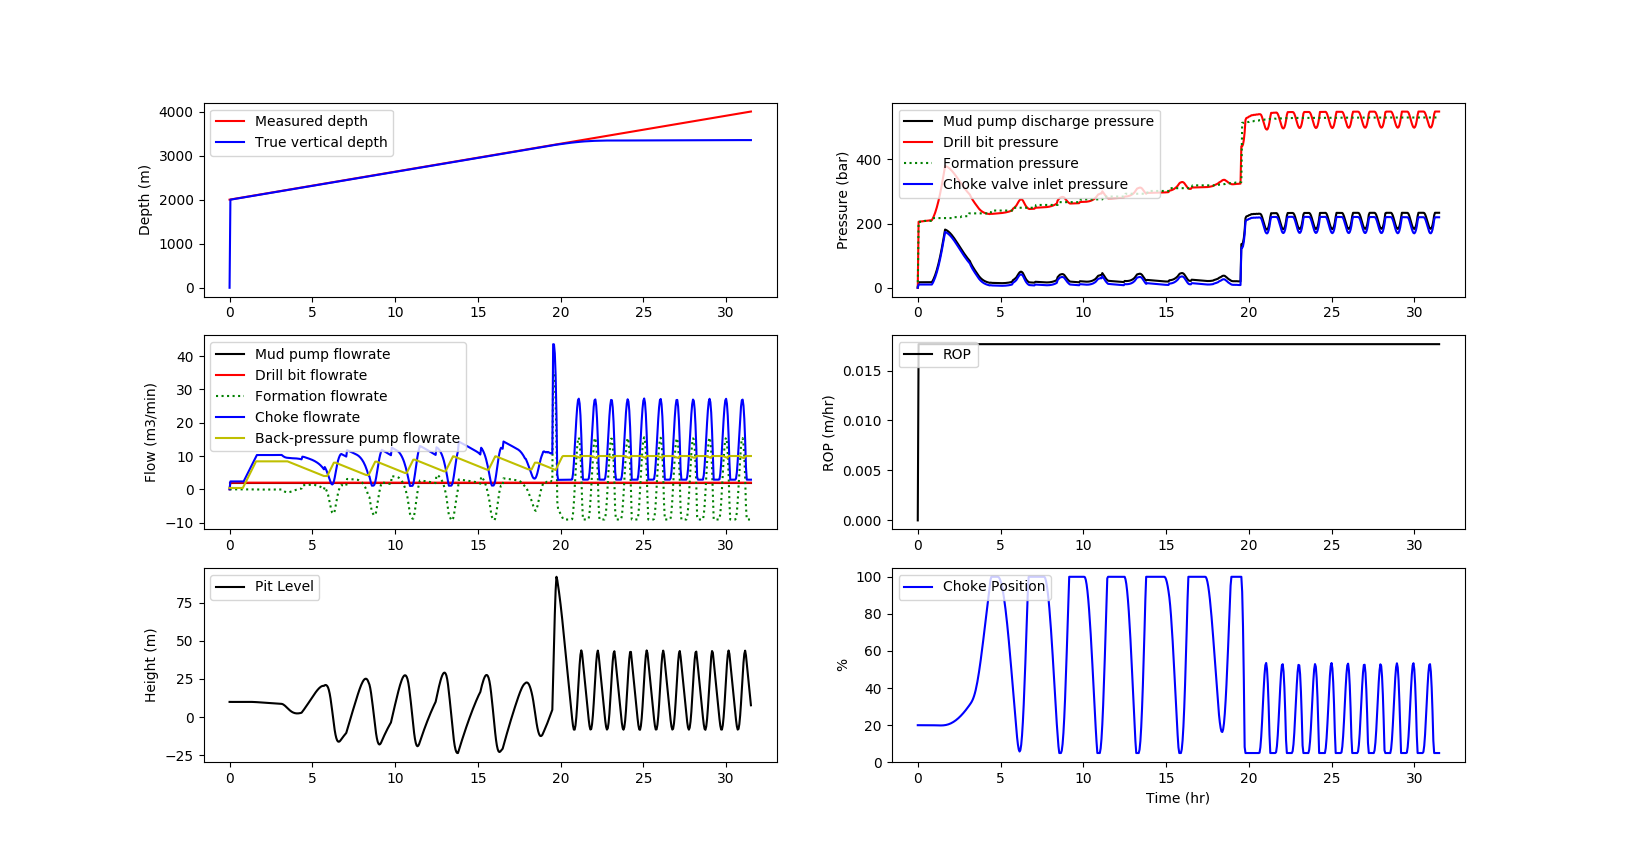 Depth (m)
4000
3000
2000
1000
0
Measured depth
True vertical depth
0 5 10 15 20 25 30
Pressure (bar)
400
200
0
Mud pump discharge pressure
Drill bit pressure
Formation pressure
Choke valve inlet pressure
0 5 10 15 20 25 30
Flow (m3/min)
40
30
20
10
0
−10
Mud pump flowrate
Drill bit flowrate
Formation flowrate
Choke flowrate
Back-pressure pump flowrate
0 5 10 15 20 25 30
ROP (m/hr)
0.015
0.010
0.005
0.000
ROP
0 5 10 15 20 25 30
Height (m)
75
50
25
0
−25
Pit Level
0 5 10 15 20 25 30
%
100
80
60
40
20
0
Choke Position
0 5 10 15 20 25 30
Time (hr)